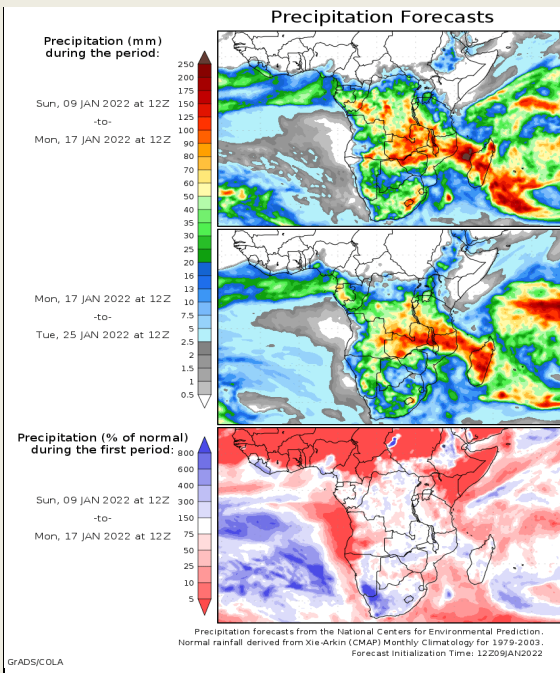 Precipitation Forecasts
Precipitation (mm)
during the period:
250
200
175
150
125
100
90
80
70
60
50
40
35
30
25
20
16
13
10
7.5
5
2.5
2
1.5
1
0.5
Sun, 09 JAN 2022 at 12Z
-to-
Mon, 17 JAN 2022 at 12Z
Mon, 17 JAN 2022 at 12Z
-to-
Tue, 25 JAN 2022 at 12Z
Precipitation (% of normal)
during the first period:
800
600
400
300
150
75
50
25
10
5
Sun, 09 JAN 2022 at 12Z
-to-
Mon, 17 JAN 2022 at 12Z
Precipitation forecasts from the National Centers for Environmental Prediction.
Normal rainfall derived from Xie-Arkin (CMAP) Monthly Climatology for 1979-2003.
Forecast Initialization Time: 12Z09JAN2022
GrADS/COLA